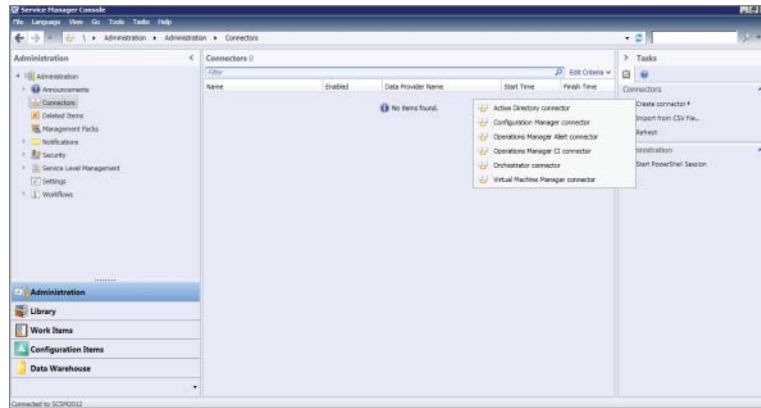 Service Manager Console
File Language View Go Tools Tasks Help
\ ▸ Administration ▸ Administration ▸ Connectors
Administration <
Administration
Announcements
Connectors
Deleted Items
Management Packs
Notifications
Security
Service Level Management
Settings
Workflows
Administration
Library
Work Items
Configuration Items
Data Warehouse
Connectors 0
Filter
Edit Criteria
Name Enabled Data Provider Name Start Time Finish Time
No items found.
Active Directory connector
Configuration Manager connector
Operations Manager Alert connector
Operations Manager CI connector
Orchestrator connector
Virtual Machine Manager connector
> Tasks
Connectors
Create connector
Import from CSV File...
Refresh
Start PowerShell Session
Connected to SCSM2012